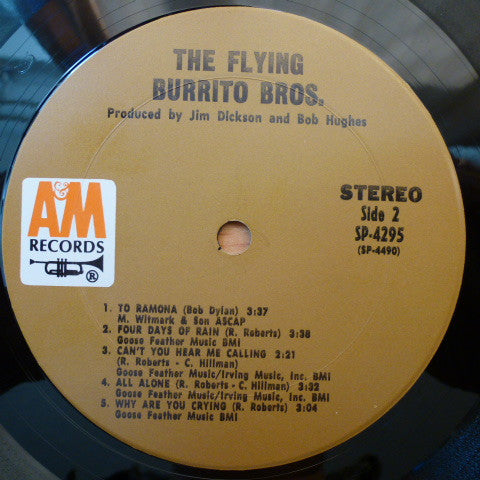 THE FLYING
BURRITO BROS.
Produced by Jim Dickson and Bob Hughes
A&M
RECORDS
®
STEREO
Side 2
SP-4295
(SP-4490)
1. TO RAMONA (Bob Dylan) 3:37
M. Witmark & Son ASCAP
2. FOUR DAYS OF RAIN (R. Roberts) 3:38
Goose Feather Music BMI
3. CAN'T YOU HEAR ME CALLING 2:21
(R. Roberts - C. Hillman)
Goose Feather Music/Irving Music, Inc. BMI
4. ALL ALONE (R. Roberts - C. Hillman) 3:32
Goose Feather Music/Irving Music, Inc. BMI
5. WHY ARE YOU CRYING (R. Roberts) 3:04
Goose Feather Music BMI